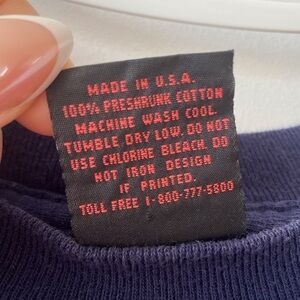 MADE IN U.S.A.
100% PRESHRUNK COTTON
MACHINE WASH COOL.
TUMBLE DRY LOW. DO NOT
USE CHLORINE BLEACH. DO
NOT IRON DESIGN
IF PRINTED.
TOLL FREE 1-800-777-5800